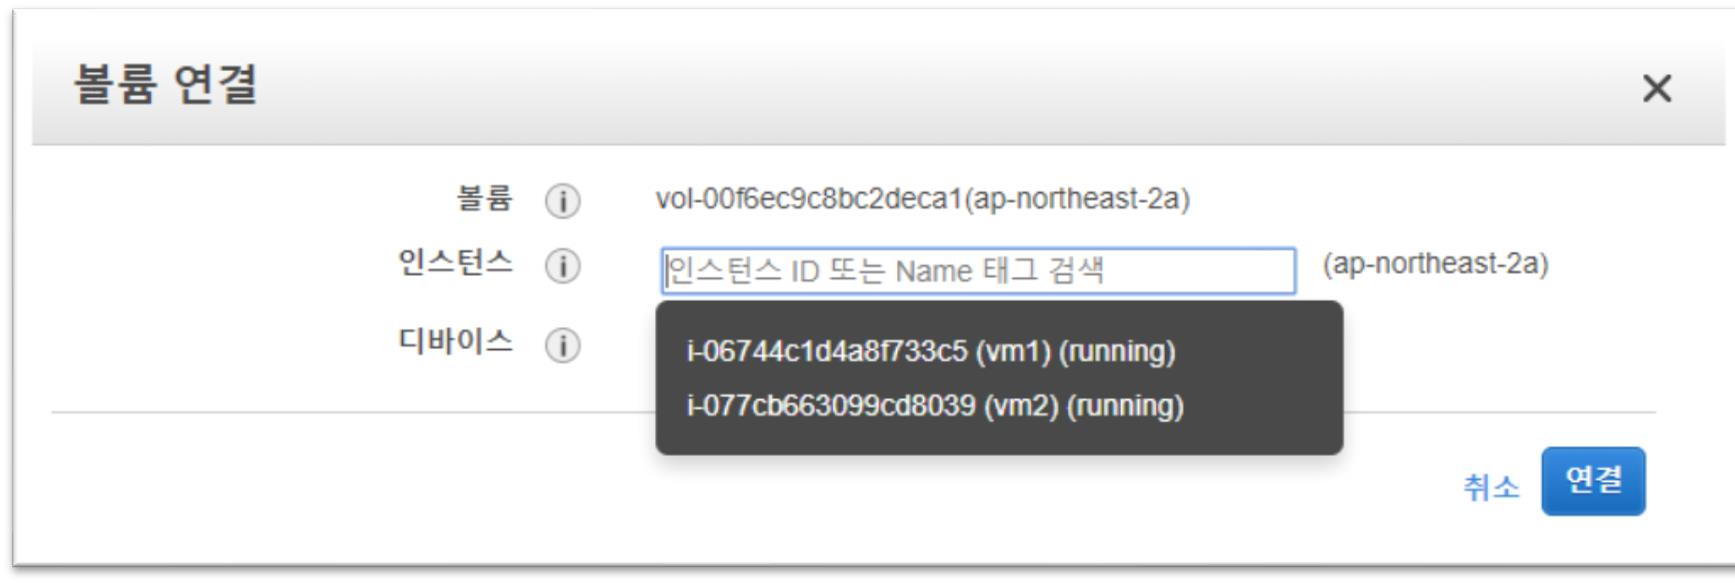 볼륨 연결
볼륨 vol-00f6ec9c8bc2deca1(ap-northeast-2a)
인스턴스 인스턴스 ID 또는 Name 태그 검색 (ap-northeast-2a)
디바이스 i-06744c1d4a8f733c5 (vm1) (running)
i-077cb663099cd8039 (vm2) (running)
취소 연결